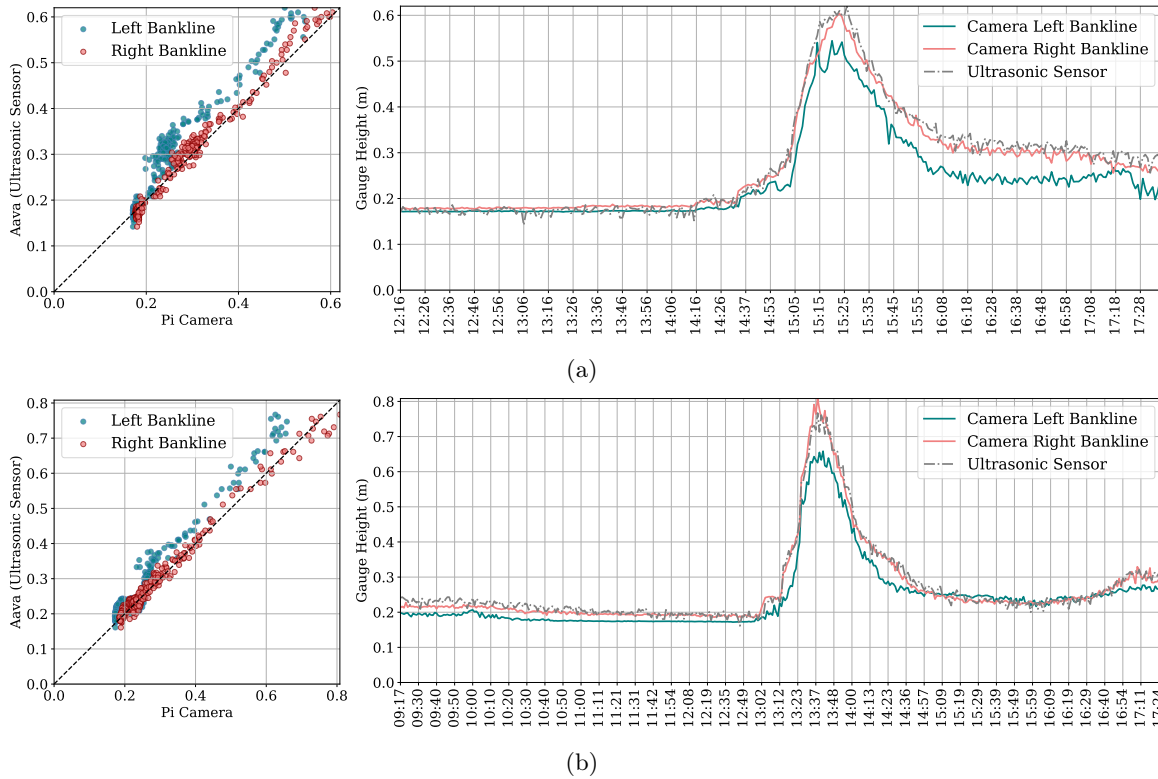 Aava (Ultrasonic Sensor)
0.6
0.5
0.4
0.3
0.2
0.1
0.0
Left Bankline
Right Bankline
0.0 0.2 0.4 0.6
Pi Camera
Gauge Height (m)
0.6
0.5
0.4
0.3
0.2
0.1
0.0
Camera Left Bankline
Camera Right Bankline
Ultrasonic Sensor
12:16 12:26 12:36 12:46 12:56 13:06 13:16 13:26 13:36 13:46 13:56 14:06 14:16 14:26 14:37 14:53 15:05 15:15 15:25 15:35 15:45 15:55 16:08 16:18 16:28 16:38 16:48 16:58 17:08 17:18 17:28
(a)
Aava (Ultrasonic Sensor)
0.8
0.7
0.6
0.5
0.4
0.3
0.2
0.1
0.0
Left Bankline
Right Bankline
0.0 0.2 0.4 0.6 0.8
Pi Camera
Gauge Height (m)
0.8
0.7
0.6
0.5
0.4
0.3
0.2
0.1
0.0
Camera Left Bankline
Camera Right Bankline
Ultrasonic Sensor
09:17 09:30 09:40 09:50 10:00 10:10 10:20 10:30 10:40 10:50 11:00 11:11 11:21 11:31 11:42 11:54 12:08 12:19 12:35 12:49 13:02 13:12 13:23 13:37 13:48 14:00 14:13 14:23 14:36 14:57 15:09 15:19 15:29 15:39 15:49 15:59 16:09 16:19 16:29 16:40 16:54 17:11 17:24
(b)